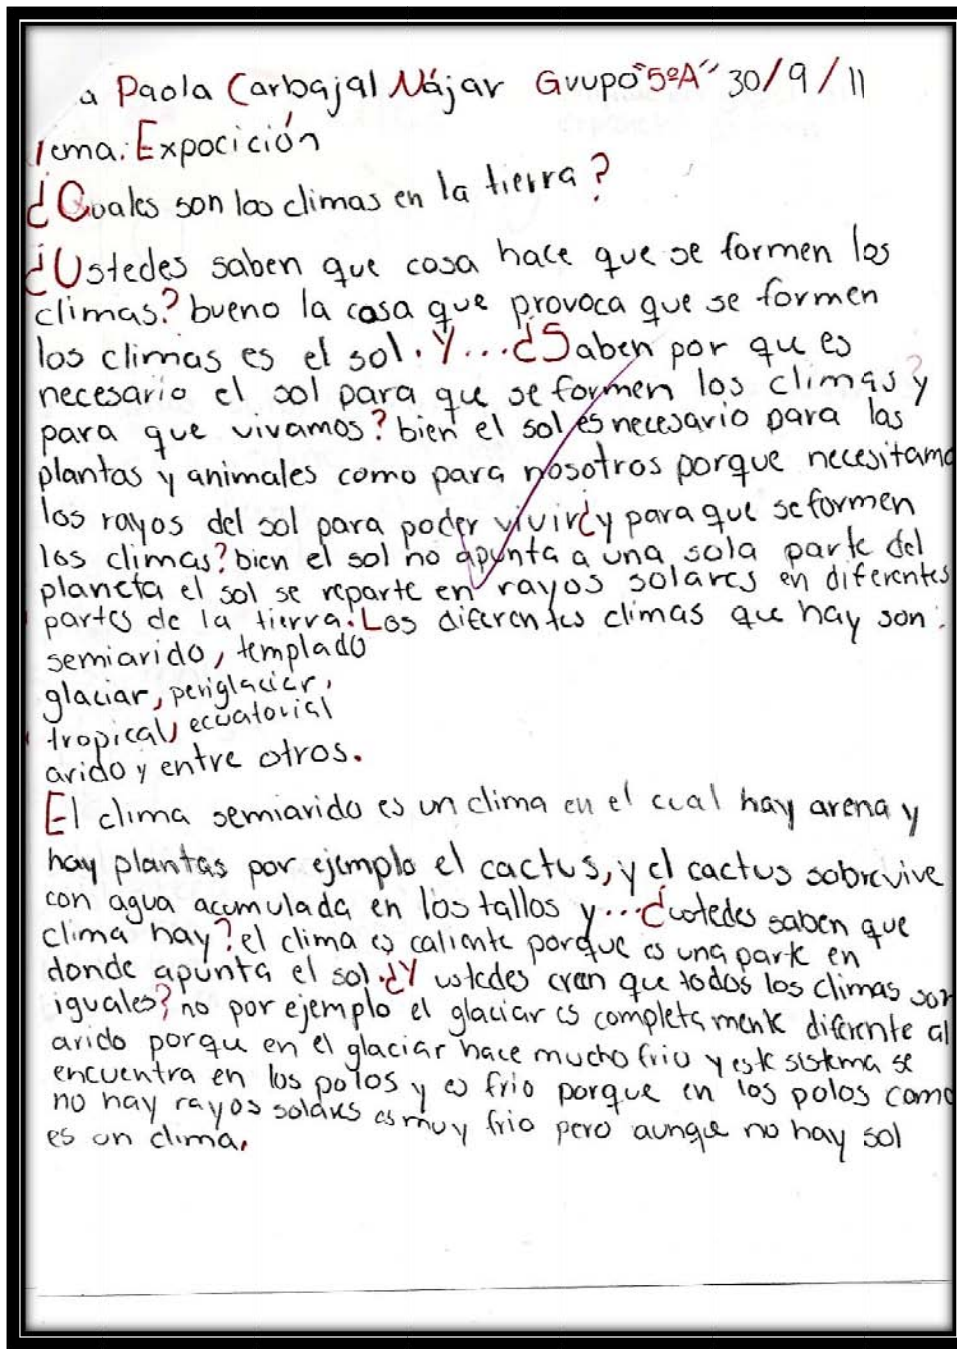 a Paola Carbajal Nájar Gruupo "5ºA" 30/9/11
Tema: Expocición
¿Quales son los climas en la tierra?
¿Ustedes saben que cosa hace que se formen los
climas? bueno la cosa que provoca que se formen
los climas es el sol. Y... ¿Saben por que es
necesario el sol para que se formen los climas? y
para que vivamos? bien el sol es necesario para las
plantas y animales como para nosotros porque necesitamo
los rayos del sol para poder vivir ¿y para que se formen
los climas? bien el sol no apunta a una sola parte del
planeta el sol se reparte en rayos solares en diferentes
partes de la tierra. Los diferentes climas que hay son:
semiarido, templado
glaciar, periglaciar,
tropical, ecuatorial
arido y entre otros.
El clima semiarido es un clima en el cual hay arena y
hay plantas por ejemplo el cactus, y el cactus sobrevive
con agua acumulada en los tallos y... ¿ustedes saben que
clima hay? el clima es caliente porque es una parte en
donde apunta el sol. ¿Y ustedes cren que todos los climas son
iguales? no por ejemplo el glaciar es completamente diferente al
arido porqu en el glaciar hace mucho frio y este sistema se
encuentra en los polos y es frio porque en los polos como
no hay rayos solares es muy frio pero aunque no hay sol
es un clima.